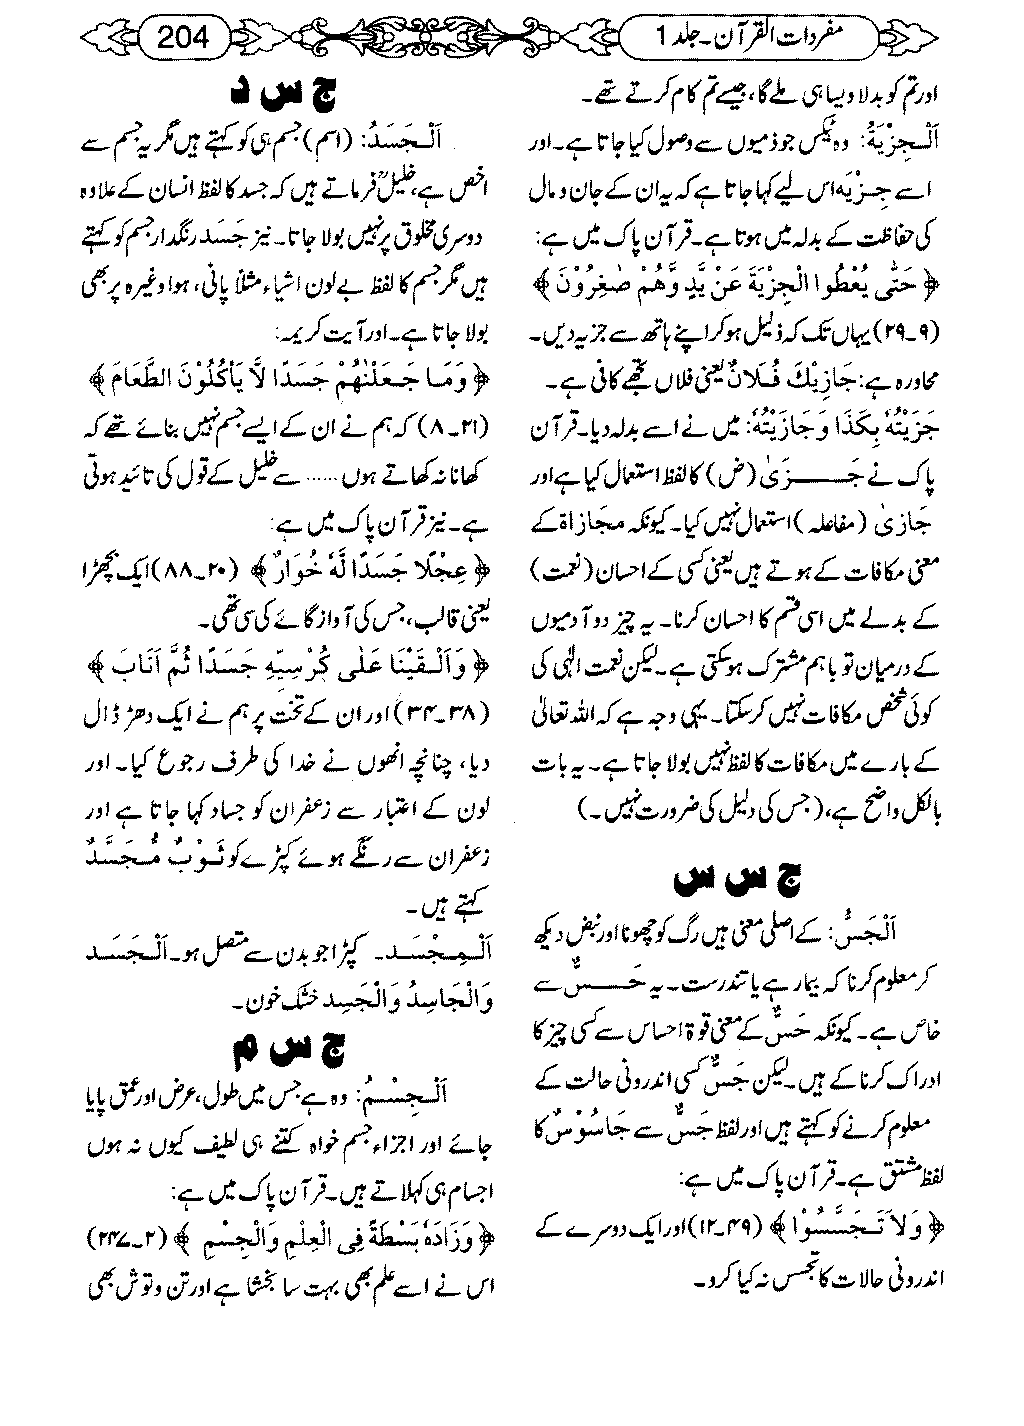 مفردات القرآن۔ جلد 1
204
اور تم کو بدلا ویسا ہی ملے گا، جیسے تم کام کرتے تھے۔
اَلْجِزْیَةُ: وہ ٹیکس جو ذمیوں سے وصول کیا جاتا ہے۔ اور
اسے جِزْیَه اس لیے کہا جاتا ہے کہ یہ ان کے جان و مال
کی حفاظت کے بدلہ میں ہوتا ہے۔ قرآن پاک میں ہے:
﴿حَتّٰی یُعْطُوا الْجِزْیَةَ عَنْ یَّدٍ وَّهُمْ صٰغِرُوْنَ﴾
(۹۔۲۹) یہاں تک کہ ذلیل ہوکر اپنے ہاتھ سے جزیہ دیں۔
محاورہ ہے: جَازِیْكَ فُلَانٌ یعنی فلاں تجھے کافی ہے۔
جَزَیْتُهٗ بِکَذَا وَجَازَیْتُهٗ: میں نے اسے بدلہ دیا۔ قرآن
پاک نے جَزٰی (ض) کا لفظ استعمال کیا ہے اور
جَازٰی (مفاعله) استعمال نہیں کیا۔ کیونکہ مجازاة کے
معنی مکافات کے ہوتے ہیں یعنی کسی کے احسان (نعمت)
کے بدلے میں اسی قسم کا احسان کرنا۔ یہ چیز دو آدمیوں
کے درمیان تو باہم مشترک ہوسکتی ہے۔ لیکن نعمت الٰہی کی
کوئی شخص مکافات نہیں کرسکتا۔ یہی وجہ ہے کہ اللہ تعالیٰ
کے بارے میں مکافات کا لفظ نہیں بولا جاتا ہے۔ یہ بات
بالکل واضح ہے، (جس کی دلیل کی ضرورت نہیں۔)
ج س س
اَلْجَسُّ: کے اصلی معنی ہیں رگ کو چھونا اور نبض دیکھ
کر معلوم کرنا کہ بیمار ہے یا تندرست۔ یہ حَسٌّ سے
خاص ہے۔ کیونکہ حَسٌّ کے معنی قوة احساس سے کسی چیز کا
ادراک کرنا کے ہیں۔ لیکن جَسٌّ کسی اندرونی حالت کے
معلوم کرنے کو کہتے ہیں اور لفظ جَسٌّ سے جَاسُوْسٌ کا
لفظ مشتق ہے۔ قرآن پاک میں ہے:
﴿وَلَا تَجَسَّسُوْا﴾ (۴۹۔۱۲) اور ایک دوسرے کے
اندرونی حالات کا تجسس نہ کیا کرو۔
ج س د
اَلْجَسَدُ: (اسم) جسم ہی کو کہتے ہیں مگر یہ جسم سے
اخص ہے، خلیلؒ فرماتے ہیں کہ جسد کا لفظ انسان کے علاوہ
دوسری مخلوق پر نہیں بولا جاتا۔ نیز جَسَد رنگدار جسم کو کہتے
ہیں مگر جسم کا لفظ بے لون اشیاء مثلاً پانی، ہوا وغیرہ پر بھی
بولا جاتا ہے۔ اور آیت کریمہ:
﴿وَمَا جَعَلْنٰهُمْ جَسَدًا لَّا یَاْکُلُوْنَ الطَّعَامَ﴾
(۲۱۔۸) کہ ہم نے ان کے ایسے جسم نہیں بنائے تھے کہ
کھانا نہ کھاتے ہوں ...... سے خلیل کے قول کی تائید ہوتی
ہے۔ نیز قرآن پاک میں ہے:
﴿عِجْلًا جَسَدًا لَّهٗ خُوَارٌ﴾ (۲۰۔۸۸) ایک بچھڑا
یعنی قالب، جس کی آواز گائے کی سی تھی۔
﴿وَاَلْقَیْنَا عَلٰی کُرْسِیِّهٖ جَسَدًا ثُمَّ اَنَابَ﴾
(۳۸۔۳۴) اور ان کے تخت پر ہم نے ایک دھڑ ڈال
دیا، چنانچہ انھوں نے خدا کی طرف رجوع کیا۔ اور
لون کے اعتبار سے زعفران کو جساد کہا جاتا ہے اور
زعفران سے رنگے ہوئے کپڑے کو ثَوْبٌ مُّجَسَّدٌ
کہتے ہیں۔
اَلْمِجْسَد۔ کپڑا جو بدن سے متصل ہو۔ اَلْجَسَد
وَالْجَاسِدُ وَالْجَسِد خشک خون۔
ج س م
اَلْجِسْمُ: وہ ہے جس میں طول، عرض اور عمق پایا
جائے اور اجزاء جسم خواہ کتنے ہی لطیف کیوں نہ ہوں
اجسام ہی کہلاتے ہیں۔ قرآن پاک میں ہے:
﴿وَزَادَهٗ بَسْطَةً فِی الْعِلْمِ وَالْجِسْمِ﴾ (۲۔۲۴۷)
اس نے اسے علم بھی بہت سا بخشا ہے اور تن و توش بھی